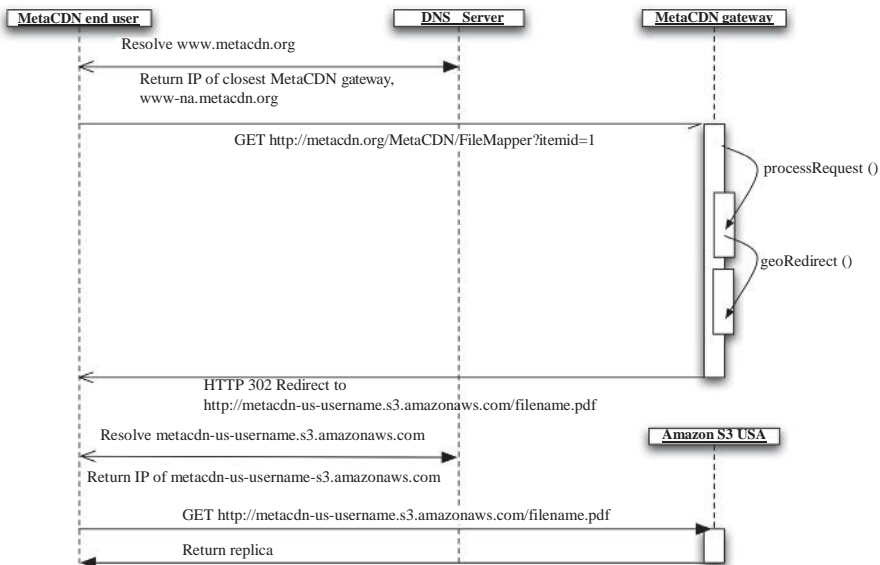 MetaCDN end user
DNS Server
MetaCDN gateway
Resolve www.metacdn.org
Return IP of closest MetaCDN gateway,
www-na.metacdn.org
GET http://metacdn.org/MetaCDN/FileMapper?itemid=1
processRequest ()
geoRedirect ()
HTTP 302 Redirect to
http://metacdn-us-username.s3.amazonaws.com/filename.pdf
Resolve metacdn-us-username.s3.amazonaws.com
Amazon S3 USA
Return IP of metacdn-us-username-s3.amazonaws.com
GET http://metacdn-us-username.s3.amazonaws.com/filename.pdf
Return replica